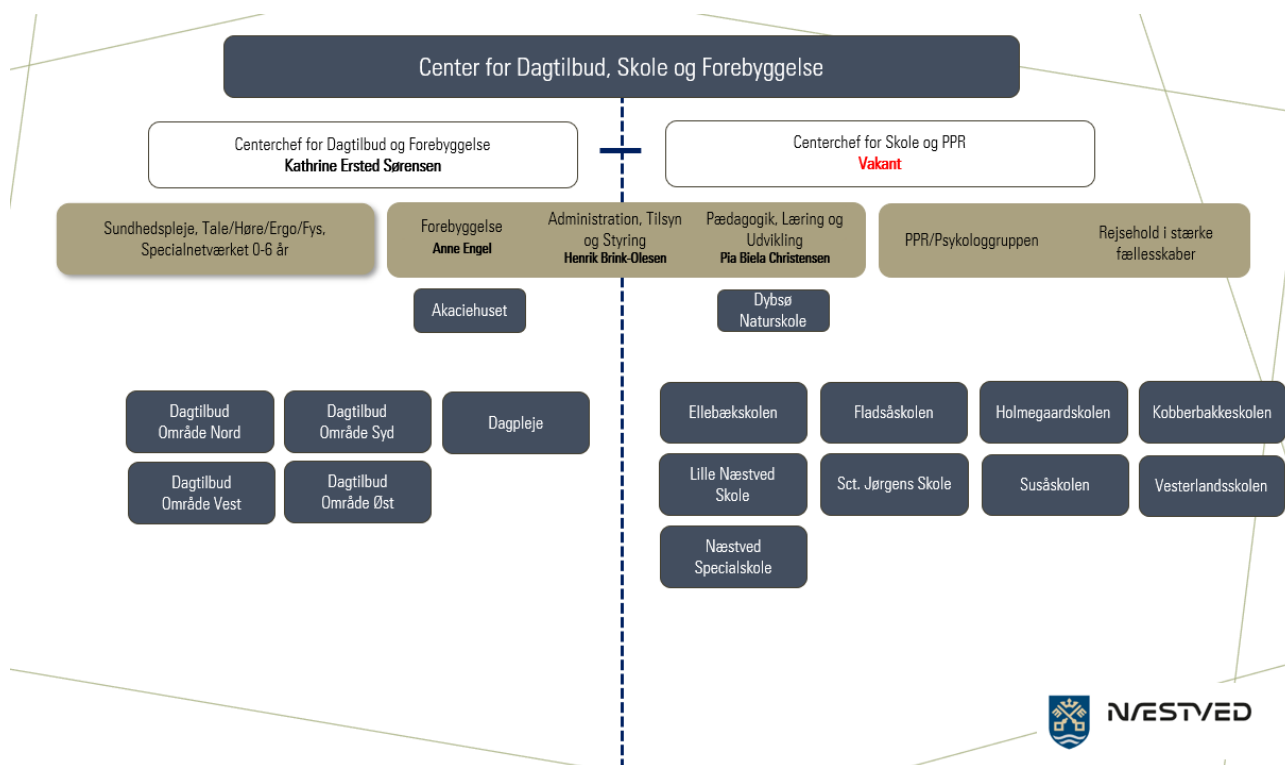 Center for Dagtilbud, Skole og Forebyggelse
Centerchef for Dagtilbud og Forebyggelse
Kathrine Ersted Sørensen
Centerchef for Skole og PPR
Vakant
Sundhedspleje, Tale/Høre/Ergo/Fys,
Specialnetværket 0-6 år
Forebyggelse
Anne Engel
Administration, Tilsyn
og Styring
Henrik Brink-Olesen
Pædagogik, Læring og
Udvikling
Pia Biela Christensen
PPR/Psykologgruppen
Rejsehold i stærke
fællesskaber
Akaciehuset
Dybsø
Naturskole
Dagtilbud
Område Nord
Dagtilbud
Område Syd
Dagpleje
Dagtilbud
Område Vest
Dagtilbud
Område Øst
Ellebækskolen
Fladsåskolen
Holmegaardskolen
Kobberbakkeskolen
Lille Næstved
Skole
Sct. Jørgens Skole
Susåskolen
Vesterlandsskolen
Næstved
Specialskole
NÆSTVED